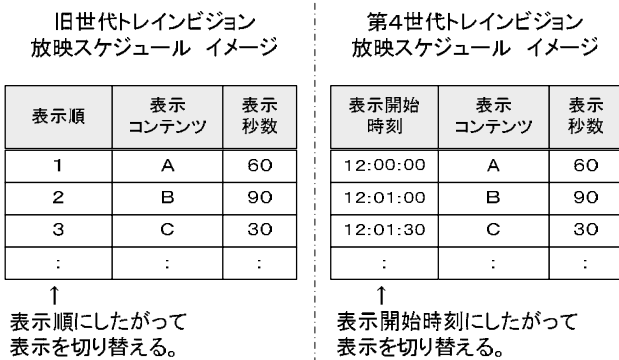 旧世代トレインビジョン
放映スケジュール イメージ
表示順 表示コンテンツ 表示秒数
1 A 60
2 B 90
3 C 30
: : :
↑
表示順にしたがって
表示を切り替える。
第4世代トレインビジョン
放映スケジュール イメージ
表示開始時刻 表示コンテンツ 表示秒数
12:00:00 A 60
12:01:00 B 90
12:01:30 C 30
: : :
↑
表示開始時刻にしたがって
表示を切り替える。